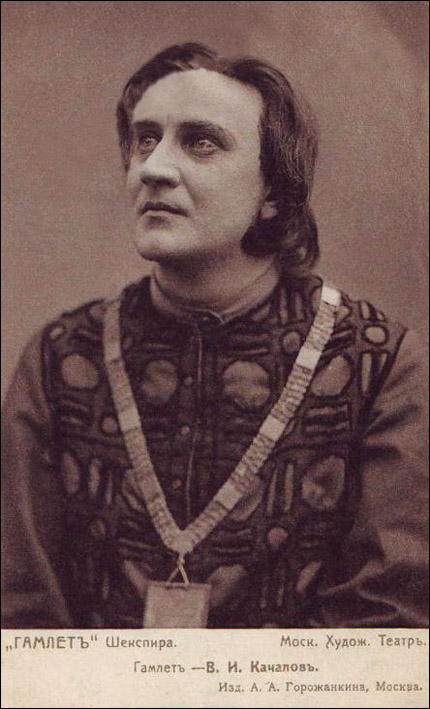 „ГАМЛЕТЪ“ Шекспира. Моск. Худож. Театръ.
Гамлетъ — В. И. Качаловъ.
Изд. А. А. Горожанкина, Москва.